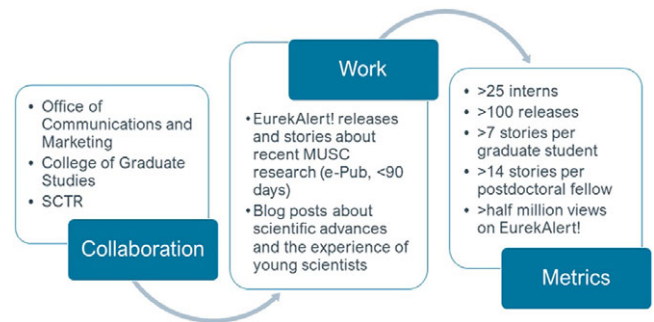 • Office of
Communications and
Marketing
• College of Graduate
Studies
• SCTR
Collaboration
Work
•EurekAlert! releases
and stories about
recent MUSC
research (e-Pub, <90
days)
•Blog posts about
scientific advances
and the experience of
young scientists
• >25 interns
• >100 releases
• >7 stories per
graduate student
• >14 stories per
postdoctoral fellow
• >half million views
on EurekAlert!
Metrics